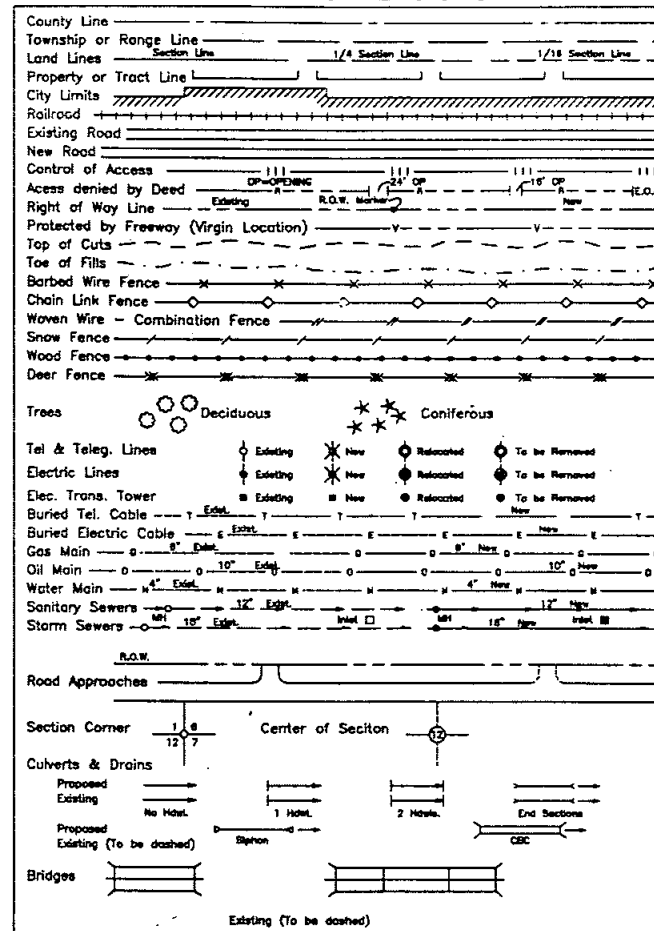 County Line
Township or Range Line
Section Line 1/4 Section Line 1/16 Section Line
Land Lines
Property or Tract Line
City Limits
Railroad
Existing Road
New Road
Control of Access
OP=OPENING 24' OP 16' OP
Acess denied by Deed R R E.O.
Existing R.O.W. Marker New
Right of Way Line
Protected by Freeway (Virgin Location) V V
Top of Cuts
Toe of Fills
Barbed Wire Fence
Chain Link Fence
Woven Wire - Combination Fence
Snow Fence
Wood Fence
Deer Fence
Trees Deciduous Coniferous
Tel & Teleg. Lines Existing New Relocated To be Removed
Electric Lines Existing New Relocated To be Removed
Elec. Trans. Tower Existing New Relocated To be Removed
Buried Tel. Cable T Exist. T T T New T
Buried Electric Cable Exist. E E E E New E
Gas Main G 6" Exist. G G 6" New G G
Oil Main O 10" Exist. O O O O 10" New O
Water Main 4" Exist. 4" New
Sanitary Sewers 12" Exist. 12" New
Storm Sewers MH 18" Exist. Inlet MH 18" New Inlet
R.O.W.
Road Approaches
Section Corner 1 6 Center of Seciton 12
12 7
Culverts & Drains
Proposed
Existing
No Hdwl. 1 Hdwl. 2 Hdwls. End Sections
Proposed
Existing (To be dashed) Siphon CBC
Bridges
Existing (To be dashed)